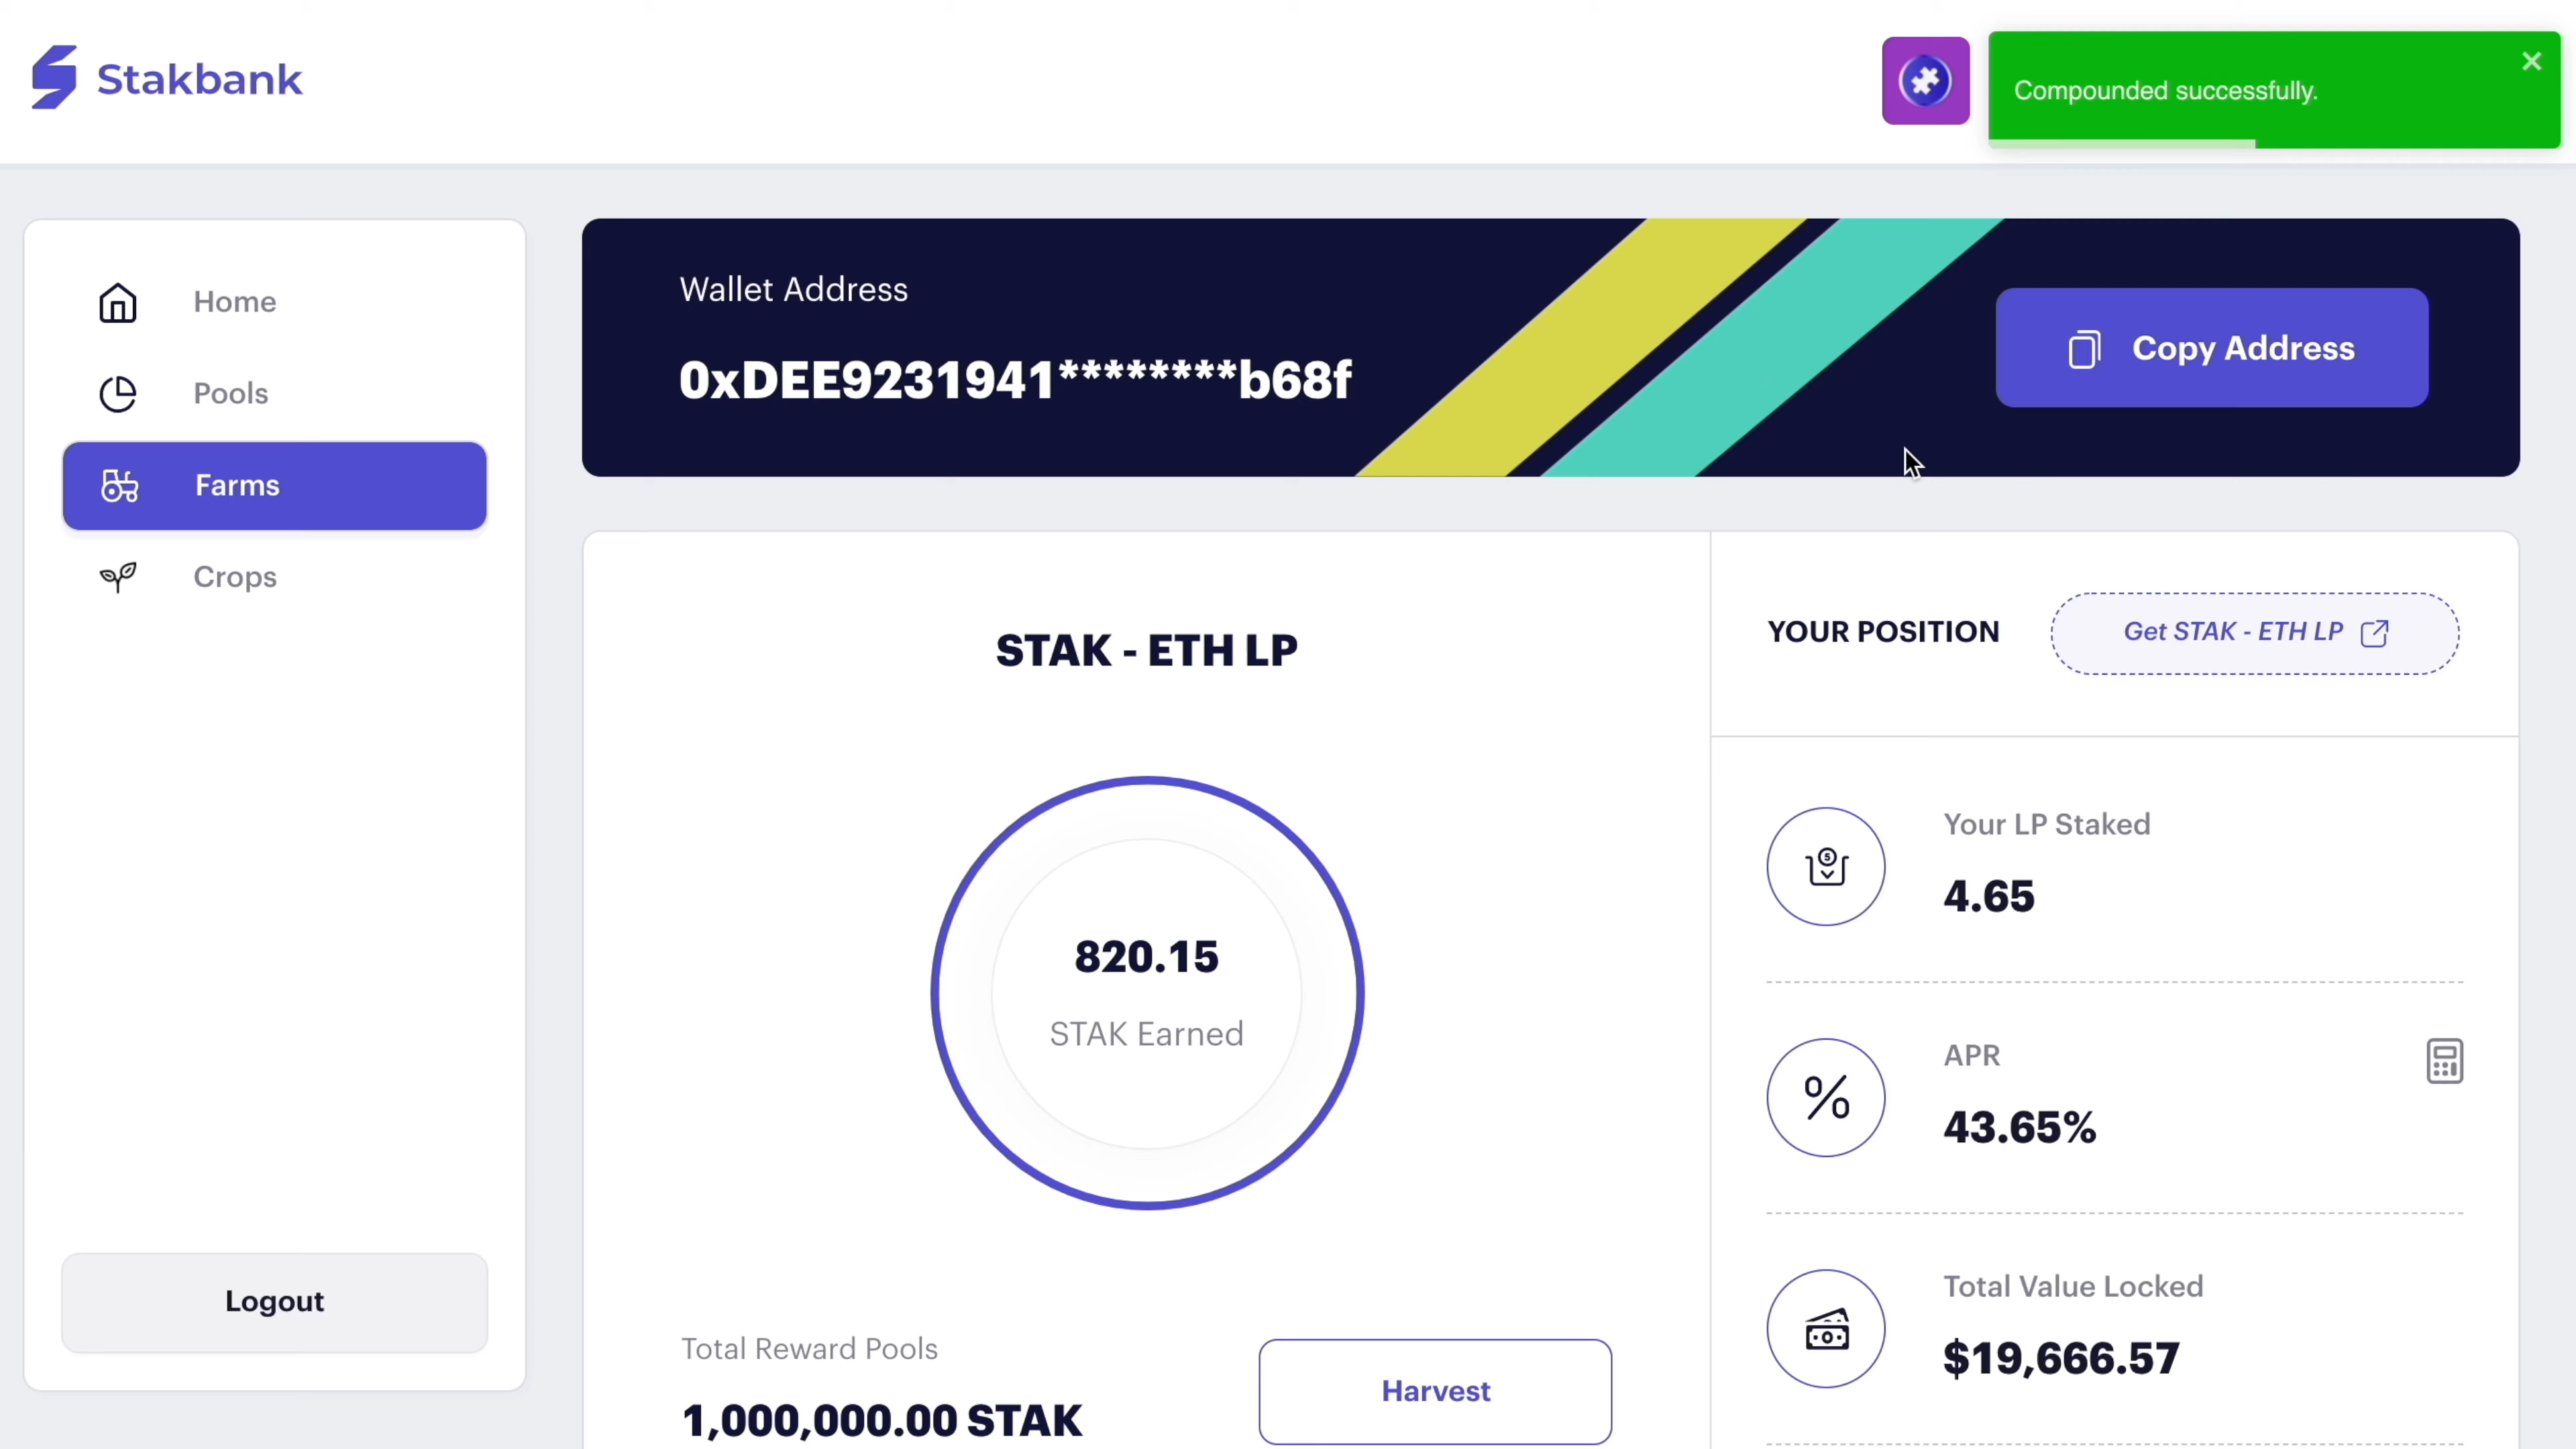 Stakbank
Compounded successfully.
Home
Pools
Farms
Crops
Logout
Wallet Address
0xDEE9231941********b68f
Copy Address
STAK - ETH LP
820.15
STAK Earned
Total Reward Pools
1,000,000.00 STAK
Harvest
YOUR POSITION
Get STAK - ETH LP
Your LP Staked
4.65
APR
43.65%
Total Value Locked
$19,666.57